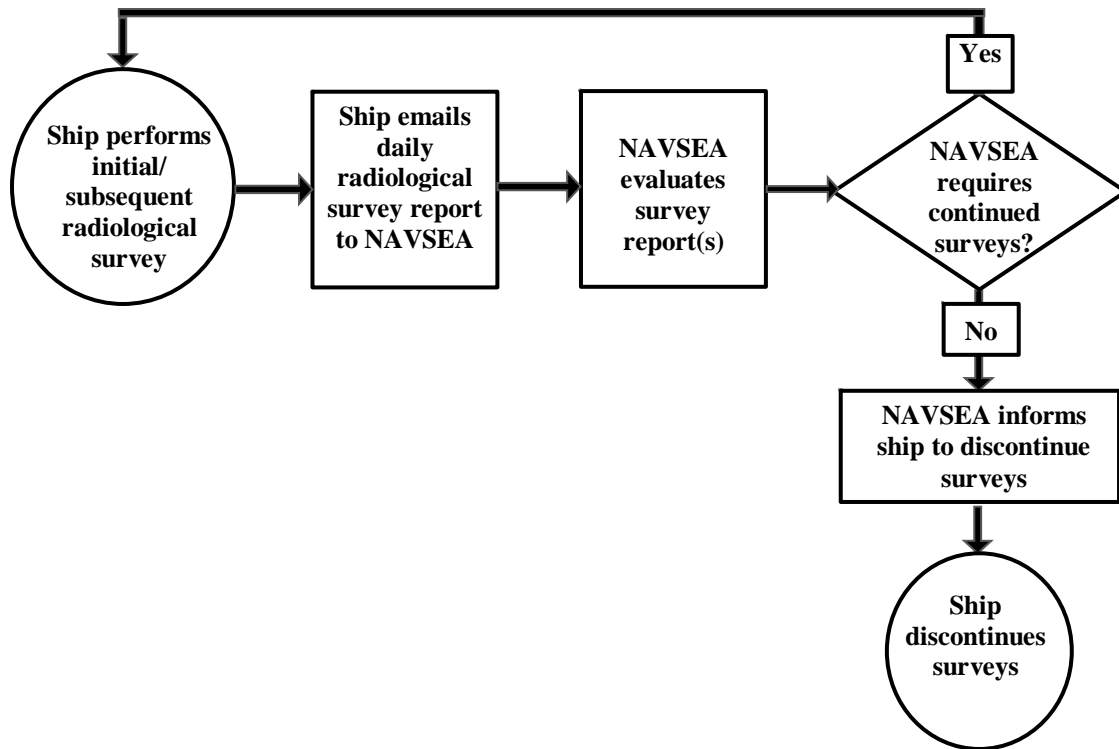 Yes
Ship performs
initial/
subsequent
radiological
survey
Ship emails
daily
radiological
survey report
to NAVSEA
NAVSEA
evaluates
survey
report(s)
NAVSEA
requires
continued
surveys?
No
NAVSEA informs
ship to discontinue
surveys
Ship
discontinues
surveys